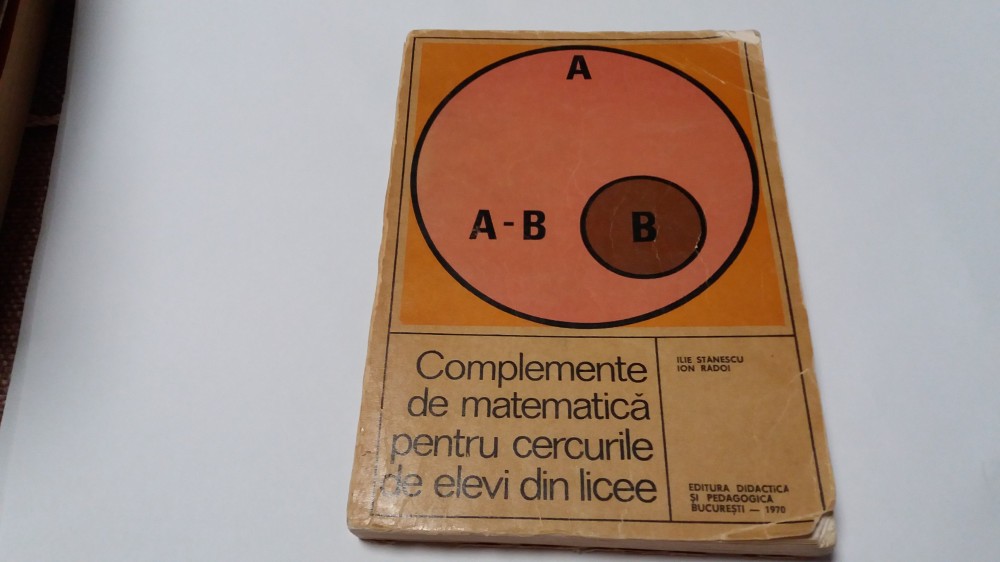 A
A-B
B
Complemente
de matematică
pentru cercurile
de elevi din licee
ILIE STĂNESCU
ION RADOI
EDITURA DIDACTICA
ȘI PEDAGOGICA
BUCUREȘTI — 1970